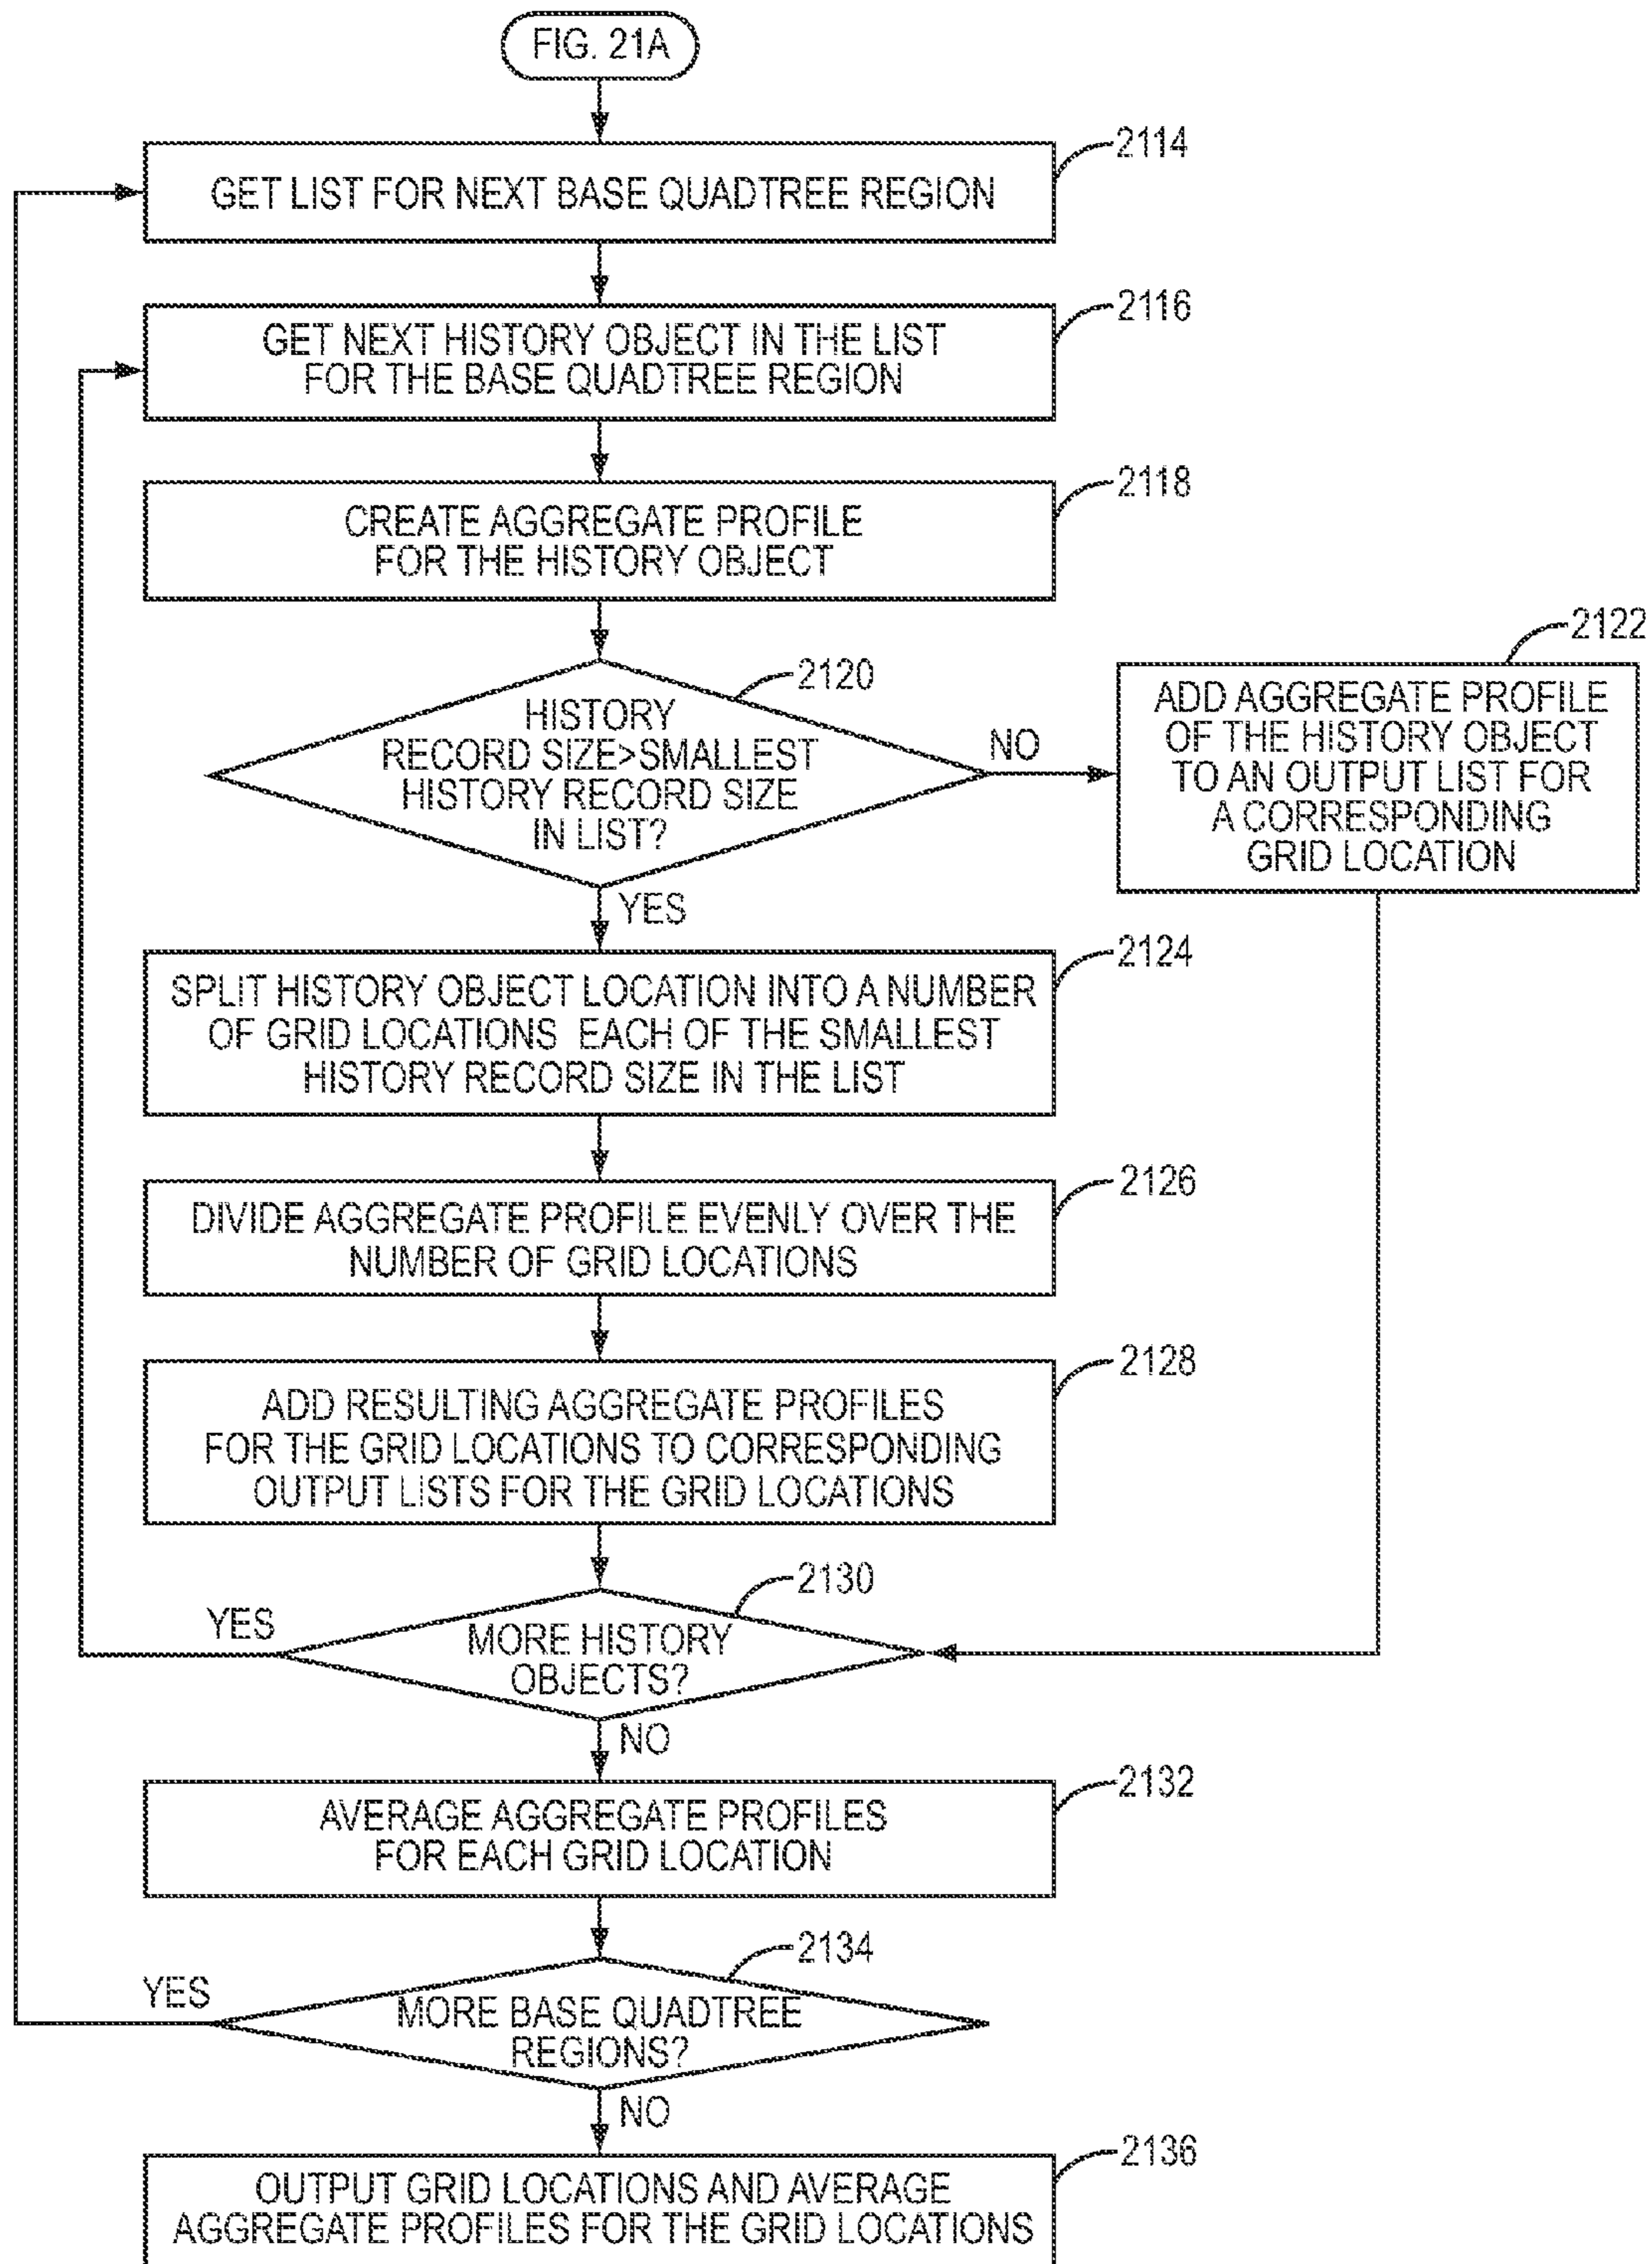 FIG. 21A
2114
GET LIST FOR NEXT BASE QUADTREE REGION
2116
GET NEXT HISTORY OBJECT IN THE LIST
FOR THE BASE QUADTREE REGION
2118
CREATE AGGREGATE PROFILE
FOR THE HISTORY OBJECT
2120
HISTORY
RECORD SIZE>SMALLEST
HISTORY RECORD SIZE
IN LIST?
NO
2122
ADD AGGREGATE PROFILE
OF THE HISTORY OBJECT
TO AN OUTPUT LIST FOR
A CORRESPONDING
GRID LOCATION
YES
2124
SPLIT HISTORY OBJECT LOCATION INTO A NUMBER
OF GRID LOCATIONS EACH OF THE SMALLEST
HISTORY RECORD SIZE IN THE LIST
2126
DIVIDE AGGREGATE PROFILE EVENLY OVER THE
NUMBER OF GRID LOCATIONS
2128
ADD RESULTING AGGREGATE PROFILES
FOR THE GRID LOCATIONS TO CORRESPONDING
OUTPUT LISTS FOR THE GRID LOCATIONS
2130
YES
MORE HISTORY
OBJECTS?
NO
2132
AVERAGE AGGREGATE PROFILES
FOR EACH GRID LOCATION
2134
YES
MORE BASE QUADTREE
REGIONS?
NO
2136
OUTPUT GRID LOCATIONS AND AVERAGE
AGGREGATE PROFILES FOR THE GRID LOCATIONS